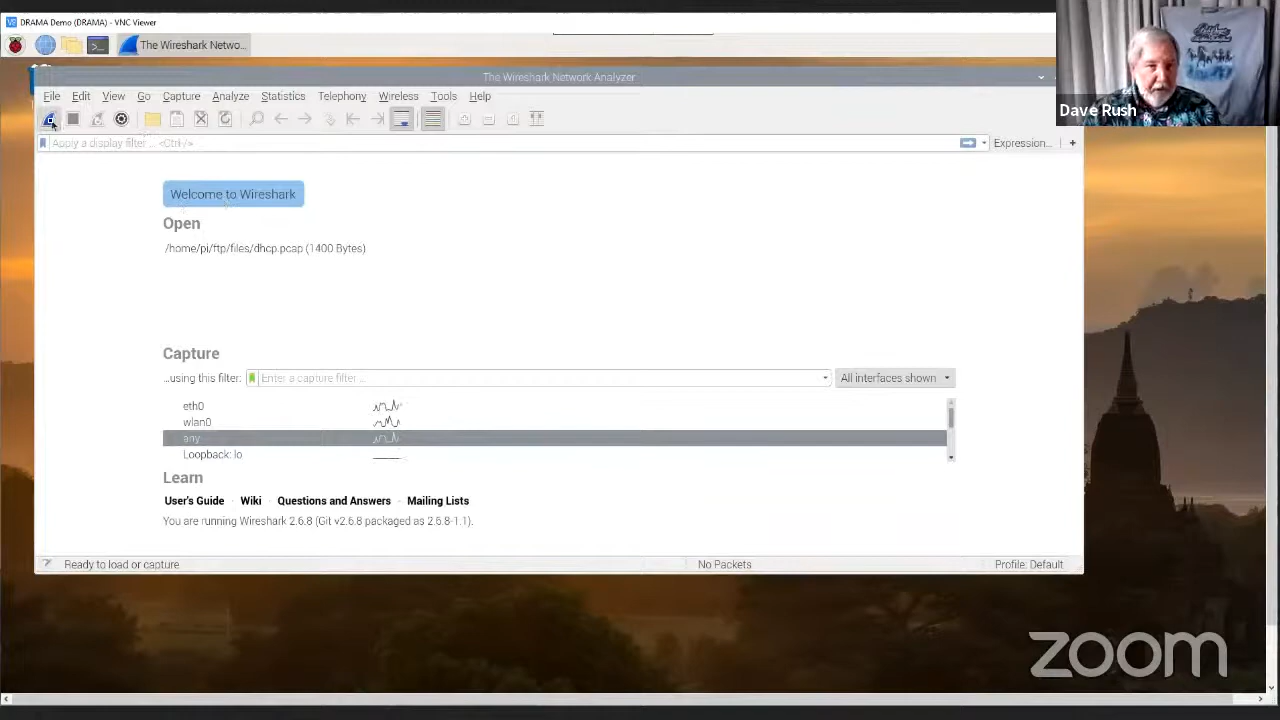 DRAMA Demo (DRAMA) - VNC Viewer
The Wireshark Netwo...
The Wireshark Network Analyzer
File Edit View Go Capture Analyze Statistics Telephony Wireless Tools Help
Apply a display filter ... <Ctrl-/>
Expression... +
Dave Rush
Welcome to Wireshark
Open
/home/pi/ftp/files/dhcp.pcap (1400 Bytes)
Capture
...using this filter: Enter a capture filter ... All interfaces shown
eth0
wlan0
any
Loopback: lo
Learn
User's Guide · Wiki · Questions and Answers · Mailing Lists
You are running Wireshark 2.6.8 (Git v2.6.8 packaged as 2.6.8-1.1).
Ready to load or capture No Packets Profile: Default
zoom